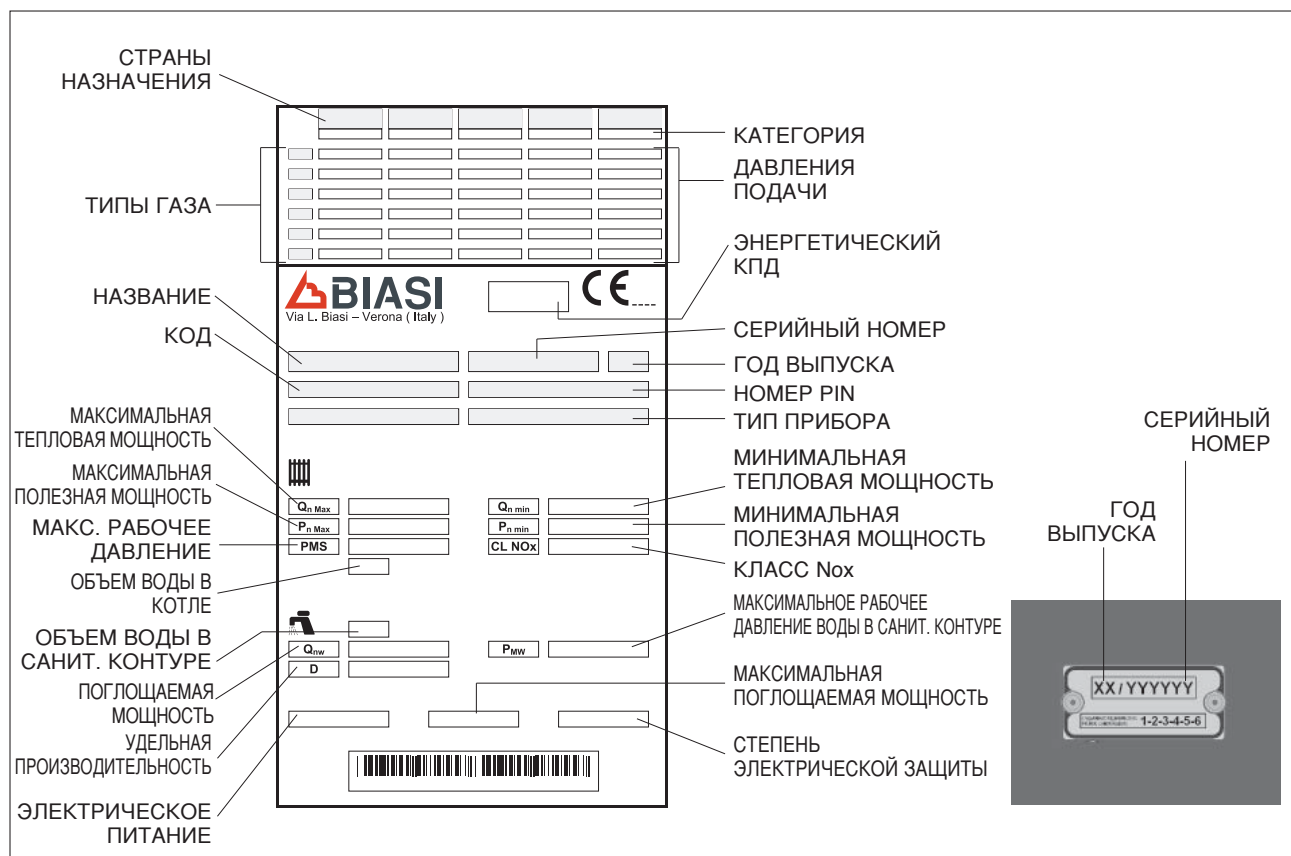 СТРАНЫ
НАЗНАЧЕНИЯ
ТИПЫ ГАЗА
НАЗВАНИЕ
КОД
МАКСИМАЛЬНАЯ
ТЕПЛОВАЯ МОЩНОСТЬ
МАКСИМАЛЬНАЯ
ПОЛЕЗНАЯ МОЩНОСТЬ
МАКС. РАБОЧЕЕ
ДАВЛЕНИЕ
ОБЪЕМ ВОДЫ В
КОТЛЕ
ОБЪЕМ ВОДЫ В
САНИТ. КОНТУРЕ
ПОГЛОЩАЕМАЯ
МОЩНОСТЬ
УДЕЛЬНАЯ
ПРОИЗВОДИТЕЛЬНОСТЬ
ЭЛЕКТРИЧЕСКОЕ
ПИТАНИЕ
BIASI
CE
Via L. Biasi – Verona ( Italy )
Qn Max
Qn min
Pn Max
Pn min
PMS
CL NOx
Qnw
PMW
D
КАТЕГОРИЯ
ДАВЛЕНИЯ
ПОДАЧИ
ЭНЕРГЕТИЧЕСКИЙ
КПД
СЕРИЙНЫЙ НОМЕР
ГОД ВЫПУСКА
НОМЕР PIN
ТИП ПРИБОРА
МИНИМАЛЬНАЯ
ТЕПЛОВАЯ МОЩНОСТЬ
МИНИМАЛЬНАЯ
ПОЛЕЗНАЯ МОЩНОСТЬ
КЛАСС Nox
МАКСИМАЛЬНОЕ РАБОЧЕЕ
ДАВЛЕНИЕ ВОДЫ В САНИТ. КОНТУРЕ
МАКСИМАЛЬНАЯ
ПОГЛОЩАЕМАЯ МОЩНОСТЬ
СТЕПЕНЬ
ЭЛЕКТРИЧЕСКОЙ ЗАЩИТЫ
СЕРИЙНЫЙ
НОМЕР
ГОД
ВЫПУСКА
XX/YYYYYY
1-2-3-4-5-6